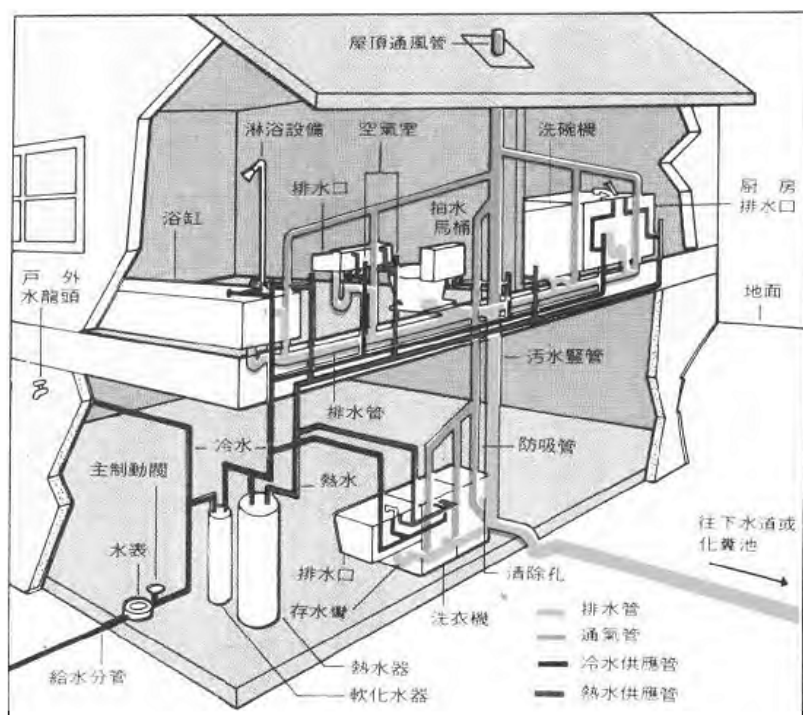 屋頂通風管
淋浴設備
空氣室
洗碗機
排水口
抽水
馬桶
厨房
排水口
浴缸
戶外
水龍頭
地面
污水豎管
排水管
冷水
防吸管
主制動閥
熱水
往下水道或
化糞池
水表
排水口
清除孔
存水彎
洗衣機
排水管
通氣管
給水分管
熱水器
冷水供應管
軟化水器
熱水供應管